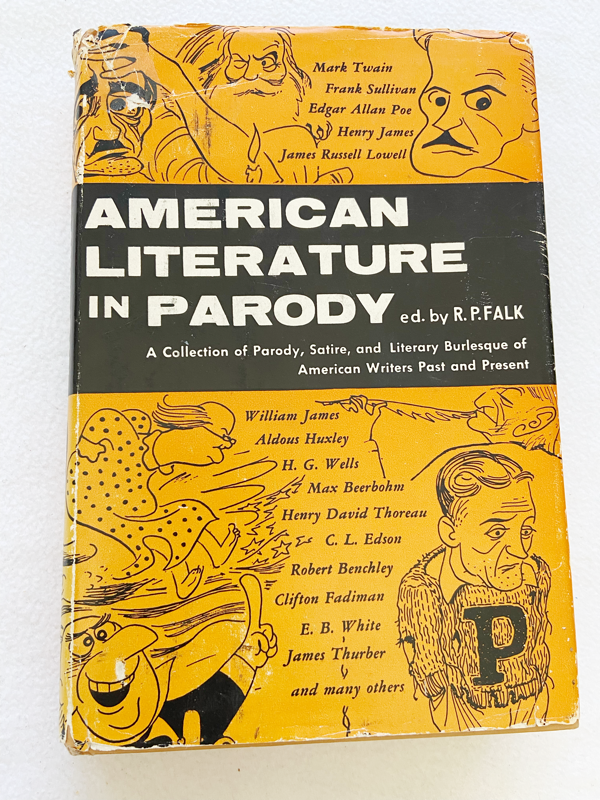 Mark Twain
Frank Sullivan
Edgar Allan Poe
Henry James
James Russell Lowell
AMERICAN
LITERATURE
IN PARODY ed. by R. P. FALK
A Collection of Parody, Satire, and Literary Burlesque of
American Writers Past and Present
William James
Aldous Huxley
H. G. Wells
Max Beerbohm
Henry David Thoreau
C. L. Edson
Robert Benchley
Clifton Fadiman
E. B. White
James Thurber
and many others
P